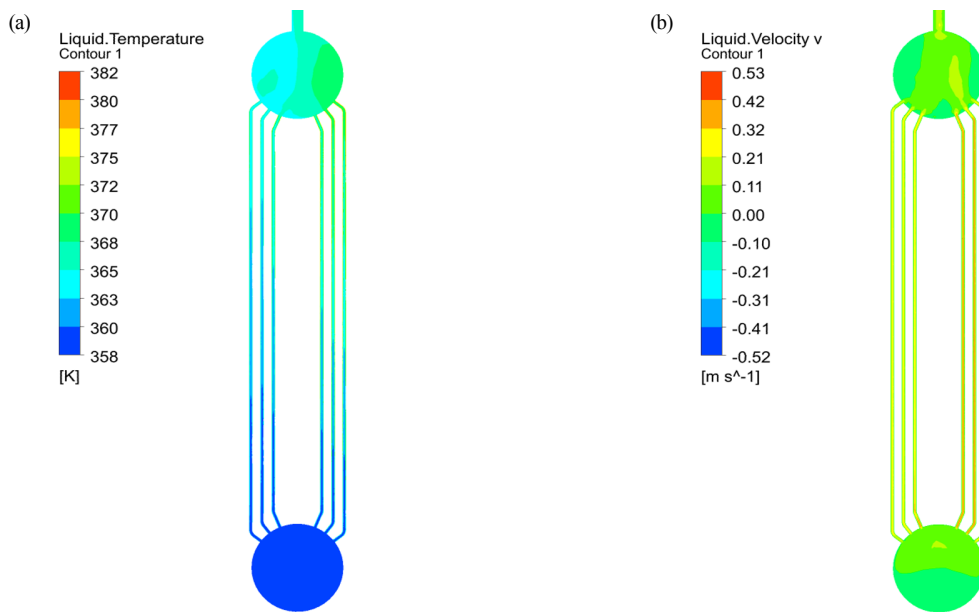 (a)
Liquid.Temperature
Contour 1
382
380
377
375
372
370
368
365
363
360
358
[K]
(b)
Liquid.Velocity v
Contour 1
0.53
0.42
0.32
0.21
0.11
0.00
-0.10
-0.21
-0.31
-0.41
-0.52
[m s^-1]